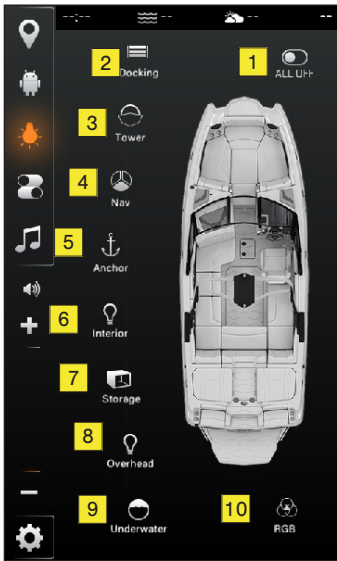 --:-- -- -- --
1
ALL OFF
2
Docking
3
Tower
4
Nav
5
Anchor
6
Interior
7
Storage
8
Overhead
9
Underwater
10
RGB